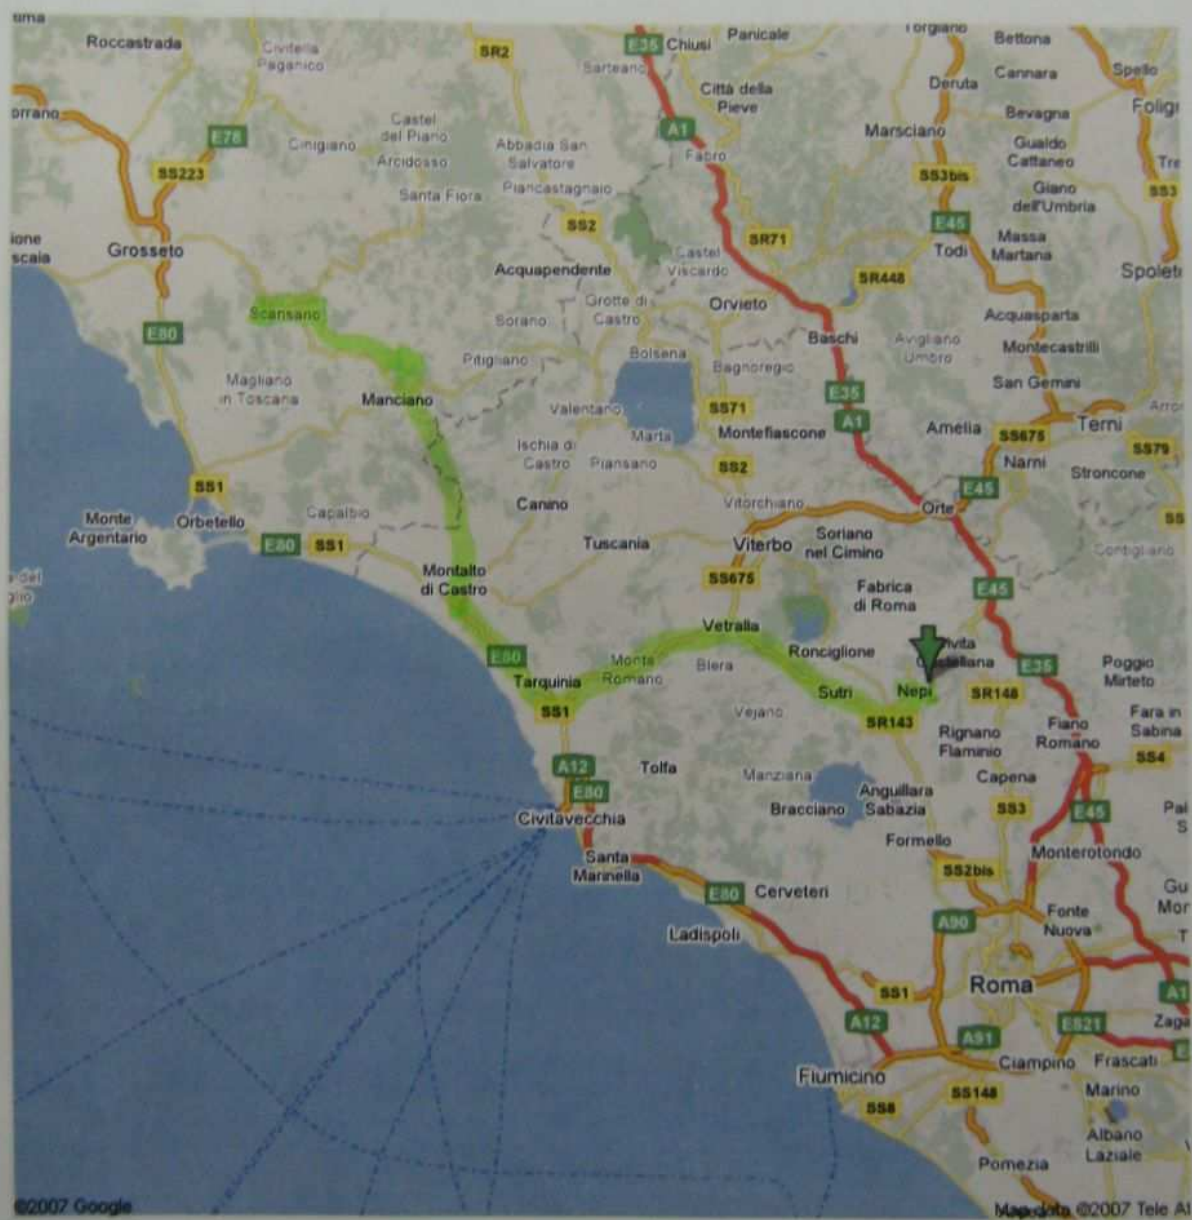 Roccastrada
Civitella
Paganico
SR2
E35
Chiusi
Panicale
Bettona
Sarteano
Città della
Pieve
Deruta
Cannara
Spello
E78
Castel
del Piano
A1
Marsciano
Bevagna
Cinigiano
Arcidosso
Abbadia San
Salvatore
Fabro
Gualdo
Cattaneo
SS223
Santa Fiora
Piancastagnaio
SS3bis
Giano
dell'Umbria
SS3
SS2
E45
Grosseto
SR71
Todi
Massa
Martana
Acquapendente
Castel
Viscardo
SR448
Scansano
Sorano
Grotte di
Castro
Orvieto
Acquasparta
E80
Baschi
Avigliano
Umbro
Montecastrilli
Pitigliano
Bolsena
Bagnoregio
San Gemini
Magliano
in Toscana
Manciano
Valentano
SS71
E35
A1
Amelia
Terni
Marta
Montefiascone
SS675
SS79
Ischia di
Castro
Piansano
SS2
Narni
Stroncone
SS1
E45
Canino
Vitorchiano
Orte
Monte
Argentario
Orbetello
Capalbio
E80
SS1
Tuscania
Viterbo
Soriano
nel Cimino
Contigliano
Montalto
di Castro
SS675
Fabrica
di Roma
E45
Vetralla
E80
Monte
Romano
Blera
Ronciglione
E35
Poggio
Mirteto
Tarquinia
Sutri
Nepi
SR148
SS1
Vejano
SR143
Rignano
Flaminio
Fiano
Romano
Fara in
Sabina
A12
Tolfa
Manziana
SS4
E80
Bracciano
Anguillara
Sabazia
Capena
SS3
E45
Civitavecchia
Formello
Monterotondo
Santa
Marinella
SS2bis
E80
Cerveteri
A90
Fonte
Nuova
Ladispoli
Roma
SS1
A12
A91
E821
Ciampino
Frascati
Fiumicino
SS148
Marino
SS8
Albano
Laziale
Pomezia
©2007 Google
©2007 Tele